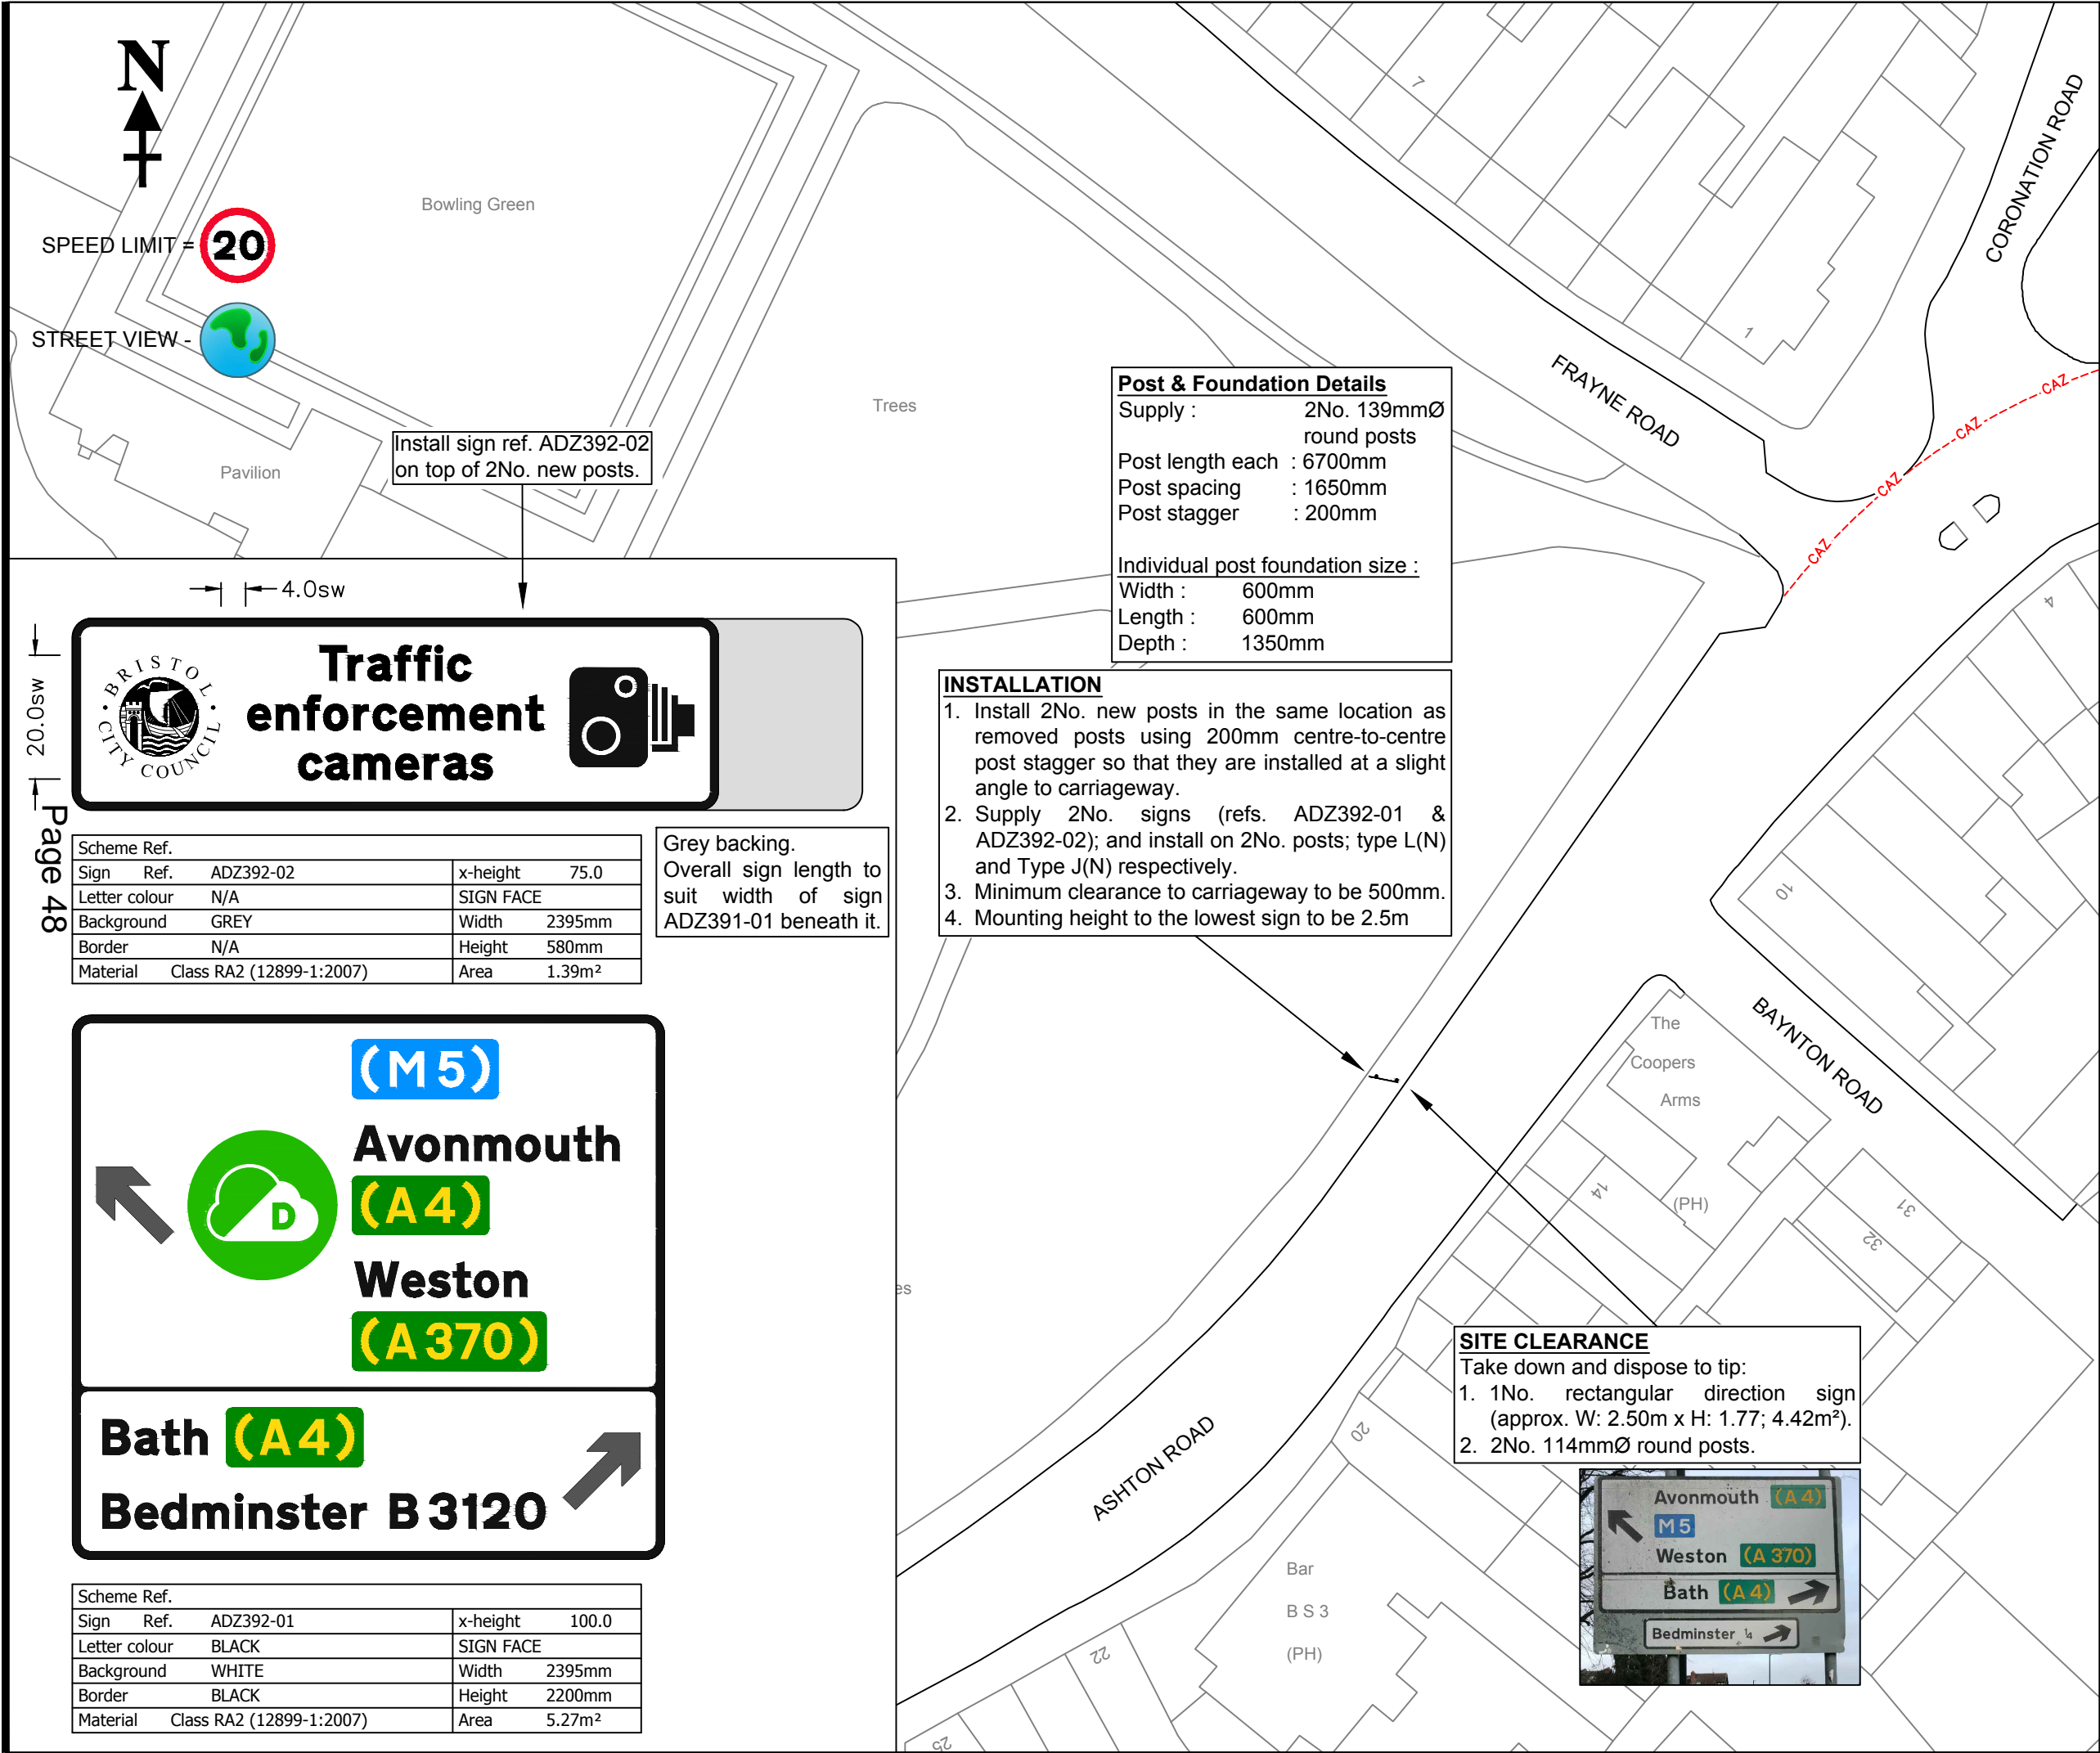 N
SPEED LIMIT = 20
STREET VIEW -
Bowling Green
Pavilion
Trees
7
1
CORONATION ROAD
FRAYNE ROAD
CAZ
CAZ
CAZ
CAZ
Install sign ref. ADZ392-02
on top of 2No. new posts.
Post & Foundation Details
Supply : 2No. 139mmØ
round posts
Post length each : 6700mm
Post spacing : 1650mm
Post stagger : 200mm
Individual post foundation size :
Width : 600mm
Length : 600mm
Depth : 1350mm
4.0sw
20.0sw
BRISTOL
CITY COUNCIL
Traffic
enforcement
cameras
Page 48
Scheme Ref.
Sign Ref. ADZ392-02 x-height 75.0
Letter colour N/A SIGN FACE
Background GREY Width 2395mm
Border N/A Height 580mm
Material Class RA2 (12899-1:2007) Area 1.39m²
Grey backing.
Overall sign length to
suit width of sign
ADZ391-01 beneath it.
INSTALLATION
1. Install 2No. new posts in the same location as
removed posts using 200mm centre-to-centre
post stagger so that they are installed at a slight
angle to carriageway.
2. Supply 2No. signs (refs. ADZ392-01 &
ADZ392-02); and install on 2No. posts; type L(N)
and Type J(N) respectively.
3. Minimum clearance to carriageway to be 500mm.
4. Mounting height to the lowest sign to be 2.5m
(M5)
Avonmouth
(A4)
D
Weston
(A370)
Bath (A4)
Bedminster B3120
Scheme Ref.
Sign Ref. ADZ392-01 x-height 100.0
Letter colour BLACK SIGN FACE
Background WHITE Width 2395mm
Border BLACK Height 2200mm
Material Class RA2 (12899-1:2007) Area 5.27m²
4
10
BAYNTON ROAD
The
Coopers
Arms
(PH)
14
31
32
es
20
ASHTON ROAD
SITE CLEARANCE
Take down and dispose to tip:
1. 1No. rectangular direction sign
(approx. W: 2.50m x H: 1.77; 4.42m²).
2. 2No. 114mmØ round posts.
Avonmouth (A4)
M5
Weston (A370)
Bath (A4)
Bedminster ¼
Bar
B S 3
(PH)
22
25